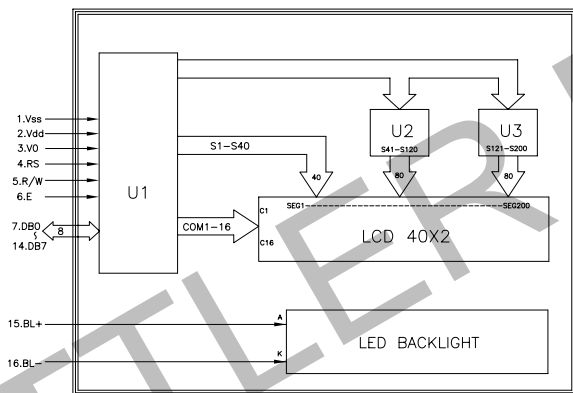 1.Vss
2.Vdd
3.V0
4.RS
5.R/W
6.E
7.DB0
∫
14.DB7
8
U1
S1-S40
COM1-16
40
U2
S41-S120
80
U3
S121-S200
80
C1
C16
SEG1
SEG200
LCD 40X2
15.BL+
16.BL-
A
K
LED BACKLIGHT